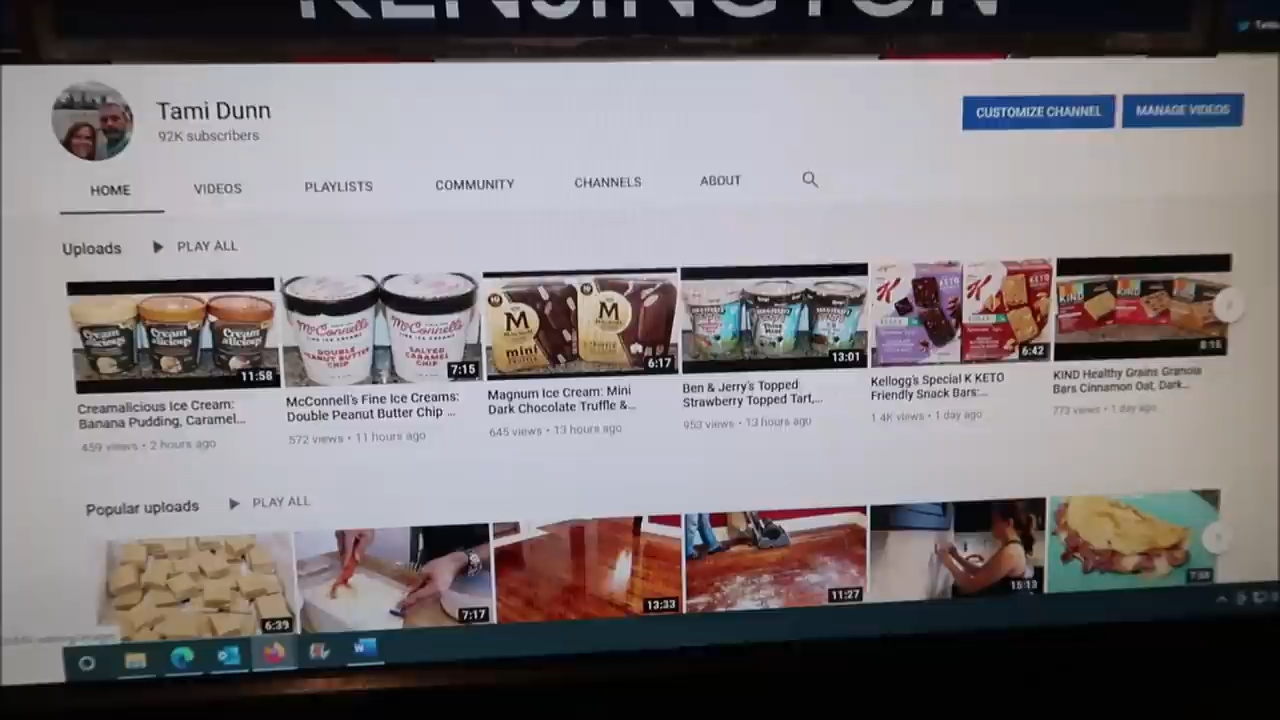 KENSINGTON
Tami Dunn
92K subscribers
CUSTOMIZE CHANNEL
MANAGE VIDEOS
HOME
VIDEOS
PLAYLISTS
COMMUNITY
CHANNELS
ABOUT
Uploads
PLAY ALL
11:58
7:15
6:17
13:01
6:42
8:15
Creamalicious Ice Cream:
Banana Pudding, Caramel...
459 views • 2 hours ago
McConnell's Fine Ice Creams:
Double Peanut Butter Chip ...
572 views • 11 hours ago
Magnum Ice Cream: Mini
Dark Chocolate Truffle &...
645 views • 13 hours ago
Ben & Jerry's Topped
Strawberry Topped Tart,...
953 views • 13 hours ago
Kellogg's Special K KETO
Friendly Snack Bars:...
1.4K views • 1 day ago
KIND Healthy Grains Granola
Bars Cinnamon Oat, Dark...
773 views • 1 day ago
Popular uploads
PLAY ALL
6:39
7:17
13:33
11:27
15:13